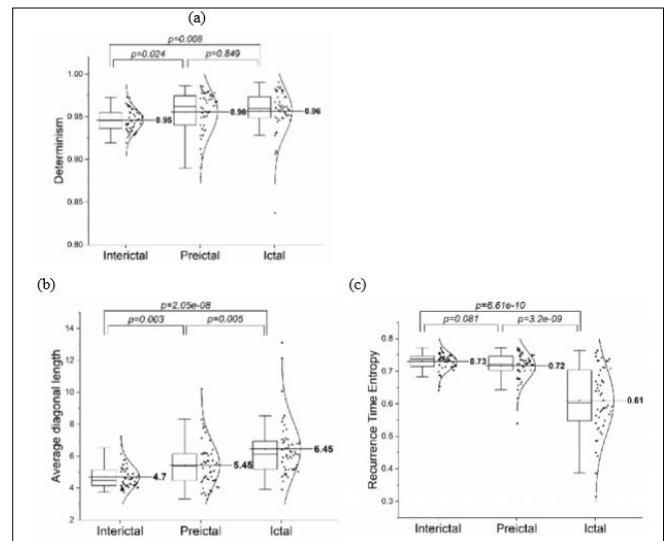 (a)
p=0.008
p=0.024 p=0.849
1.00
0.95
0.90
0.85
0.80
Determinism
0.95
0.96
0.96
Interictal Preictal Ictal
(b)
p=2.05e-08
p=0.003 p=0.005
14
12
10
8
6
4
2
Average diagonal length
4.7
5.45
6.45
Interictal Preictal Ictal
(c)
p=6.61e-10
p=0.081 p=3.2e-09
0.8
0.7
0.6
0.5
0.4
0.3
Recurrence Time Entropy
0.73
0.72
0.61
Interictal Preictal Ictal